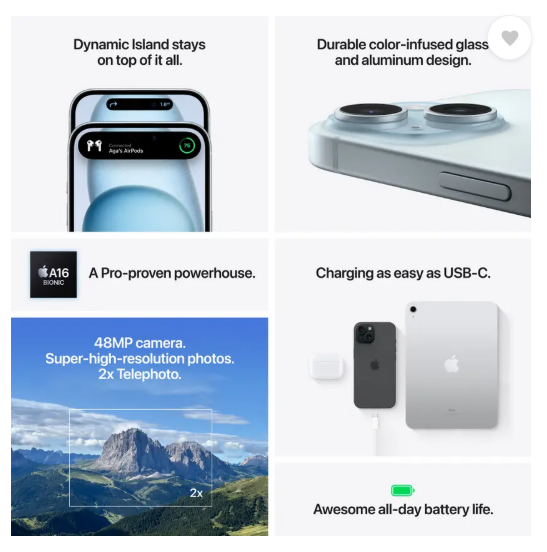 Dynamic Island stays
on top of it all.
Durable color-infused glass
and aluminum design.
Connected
Aga's AirPods
75
A16
BIONIC
A Pro-proven powerhouse.
Charging as easy as USB-C.
48MP camera.
Super-high-resolution photos.
2x Telephoto.
2x
Awesome all-day battery life.